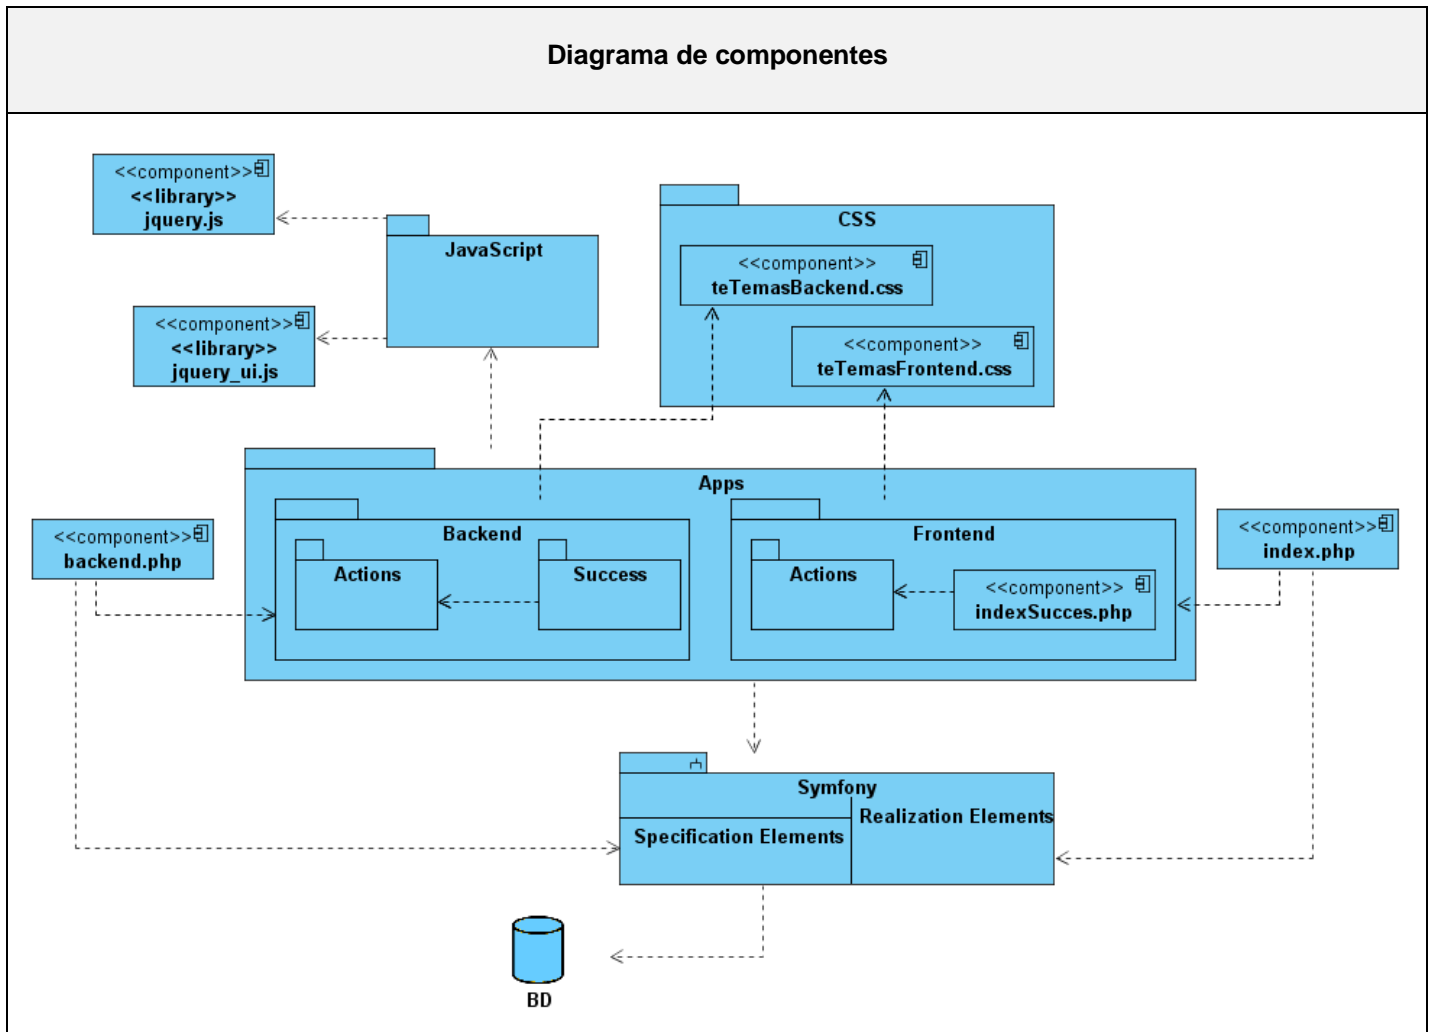 Diagrama de componentes
<<component>>
<<library>>
jquery.js
JavaScript
<<component>>
<<library>>
jquery_ui.js
CSS
<<component>>
teTemasBackend.css
<<component>>
teTemasFrontend.css
Apps
<<component>>
backend.php
Backend
Actions
Success
Frontend
Actions
<<component>>
indexSucces.php
<<component>>
index.php
Symfony
Specification Elements
Realization Elements
BD